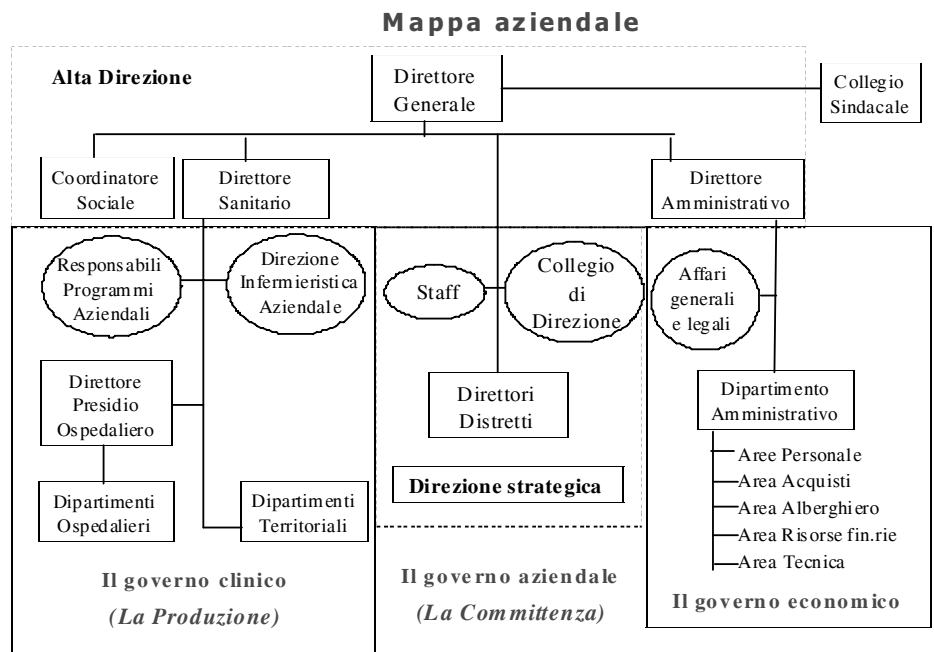 Mappa aziendale
Alta Direzione
Direttore
Generale
Collegio
Sindacale
Coordinatore
Sociale
Direttore
Sanitario
Direttore
Amministrativo
Responsabili
Programmi
Aziendali
Direzione
Infermieristica
Aziendale
Staff
Collegio
di
Direzione
Affari
generali
e legali
Direttore
Presidio
Ospedaliero
Direttori
Distretti
Dipartimento
Amministrativo
Aree Personale
Area Acquisti
Area Alberghiero
Area Risorse fin.rie
Area Tecnica
Direzione strategica
Dipartimenti
Ospedalieri
Dipartimenti
Territoriali
Il governo clinico
(La Produzione)
Il governo aziendale
(La Committenza)
Il governo economico